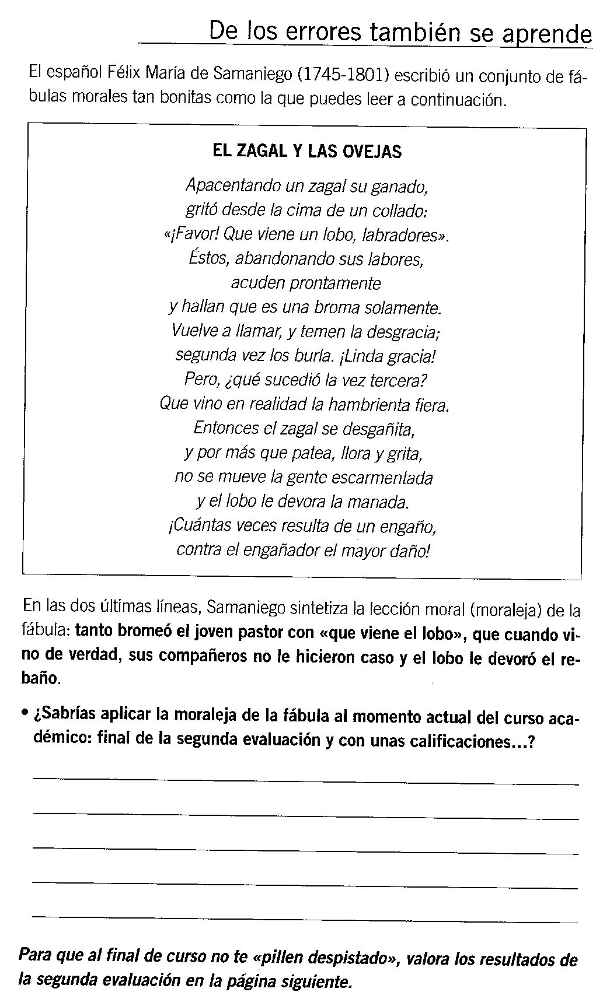 De los errores también se aprende
El español Félix María de Samaniego (1745-1801) escribió un conjunto de fá-
bulas morales tan bonitas como la que puedes leer a continuación.
EL ZAGAL Y LAS OVEJAS
Apacentando un zagal su ganado,
gritó desde la cima de un collado:
«¡Favor! Que viene un lobo, labradores».
Éstos, abandonando sus labores,
acuden prontamente
y hallan que es una broma solamente.
Vuelve a llamar, y temen la desgracia;
segunda vez los burla. ¡Linda gracia!
Pero, ¿qué sucedió la vez tercera?
Que vino en realidad la hambrienta fiera.
Entonces el zagal se desgañita,
y por más que patea, llora y grita,
no se mueve la gente escarmentada
y el lobo le devora la manada.
¡Cuántas veces resulta de un engaño,
contra el engañador el mayor daño!
En las dos últimas líneas, Samaniego sintetiza la lección moral (moraleja) de la
fábula: tanto bromeó el joven pastor con «que viene el lobo», que cuando vi-
no de verdad, sus compañeros no le hicieron caso y el lobo le devoró el re-
baño.
• ¿Sabrías aplicar la moraleja de la fábula al momento actual del curso aca-
démico: final de la segunda evaluación y con unas calificaciones...?
Para que al final de curso no te «pillen despistado», valora los resultados de
la segunda evaluación en la página siguiente.